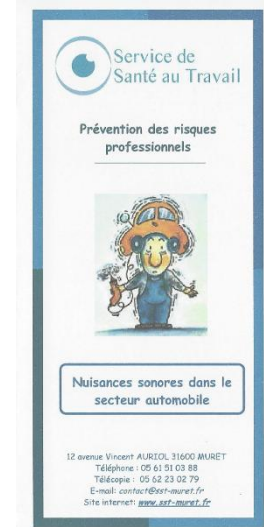 Service de
Santé au Travail
Prévention des risques
professionnels
Nuisances sonores dans le
secteur automobile
12 avenue Vincent AURIOL 31600 MURET
Téléphone : 05 61 51 03 88
Télécopie : 05 62 23 02 79
E-mail: contact@sst-muret.fr
Site internet: www.sst-muret.fr